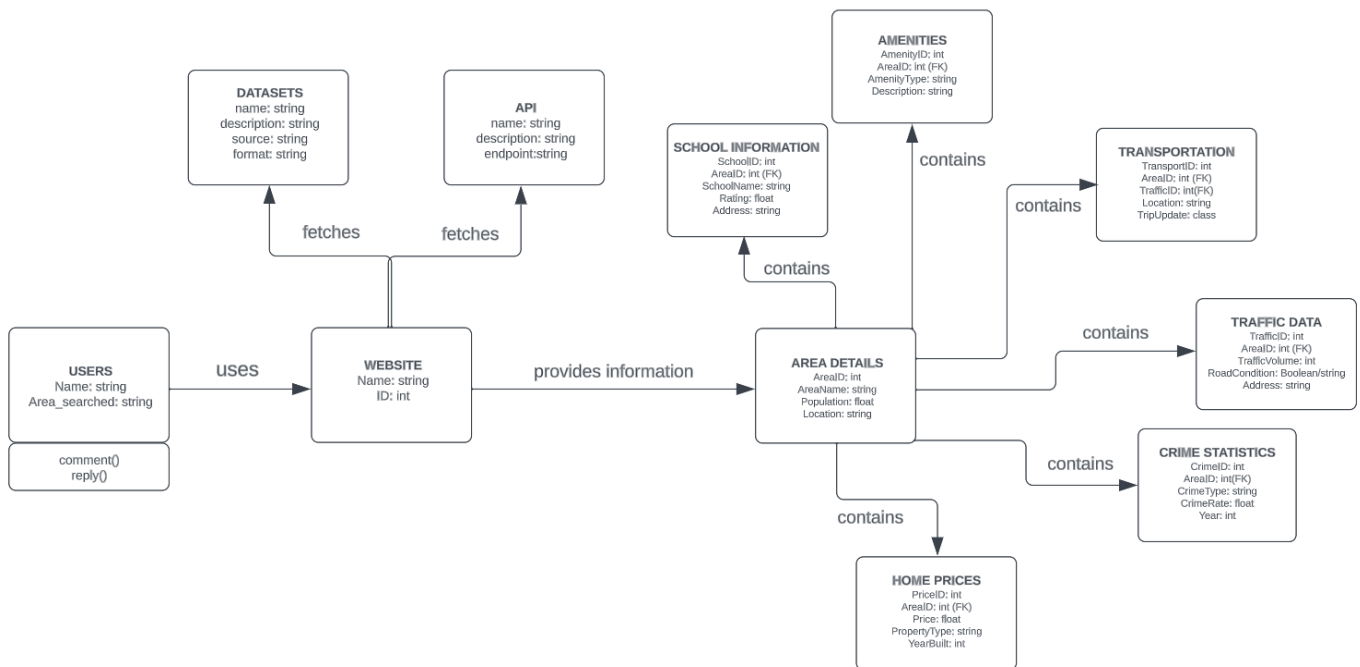 AMENITIES
AmenityID: int
AreaID: int (FK)
AmenityType: string
Description: string
DATASETS
name: string
description: string
source: string
format: string
API
name: string
description: string
endpoint:string
SCHOOL INFORMATION
SchoolID: int
AreaID: int (FK)
SchoolName: string
Rating: float
Address: string
contains
TRANSPORTATION
TransportID: int
AreaID: int (FK)
TrafficID: int(FK)
Location: string
TripUpdate: class
contains
fetches
fetches
contains
USERS
Name: string
Area_searched: string
comment()
reply()
uses
WEBSITE
Name: string
ID: int
provides information
AREA DETAILS
AreaID: int
AreaName: string
Population: float
Location: string
contains
TRAFFIC DATA
TrafficID: int
AreaID: int (FK)
TrafficVolume: int
RoadCondition: Boolean/string
Address: string
contains
CRIME STATISTICS
CrimeID: int
AreaID: int(FK)
CrimeType: string
CrimeRate: float
Year: int
contains
HOME PRICES
PriceID: int
AreaID: int (FK)
Price: float
PropertyType: string
YearBuilt: int